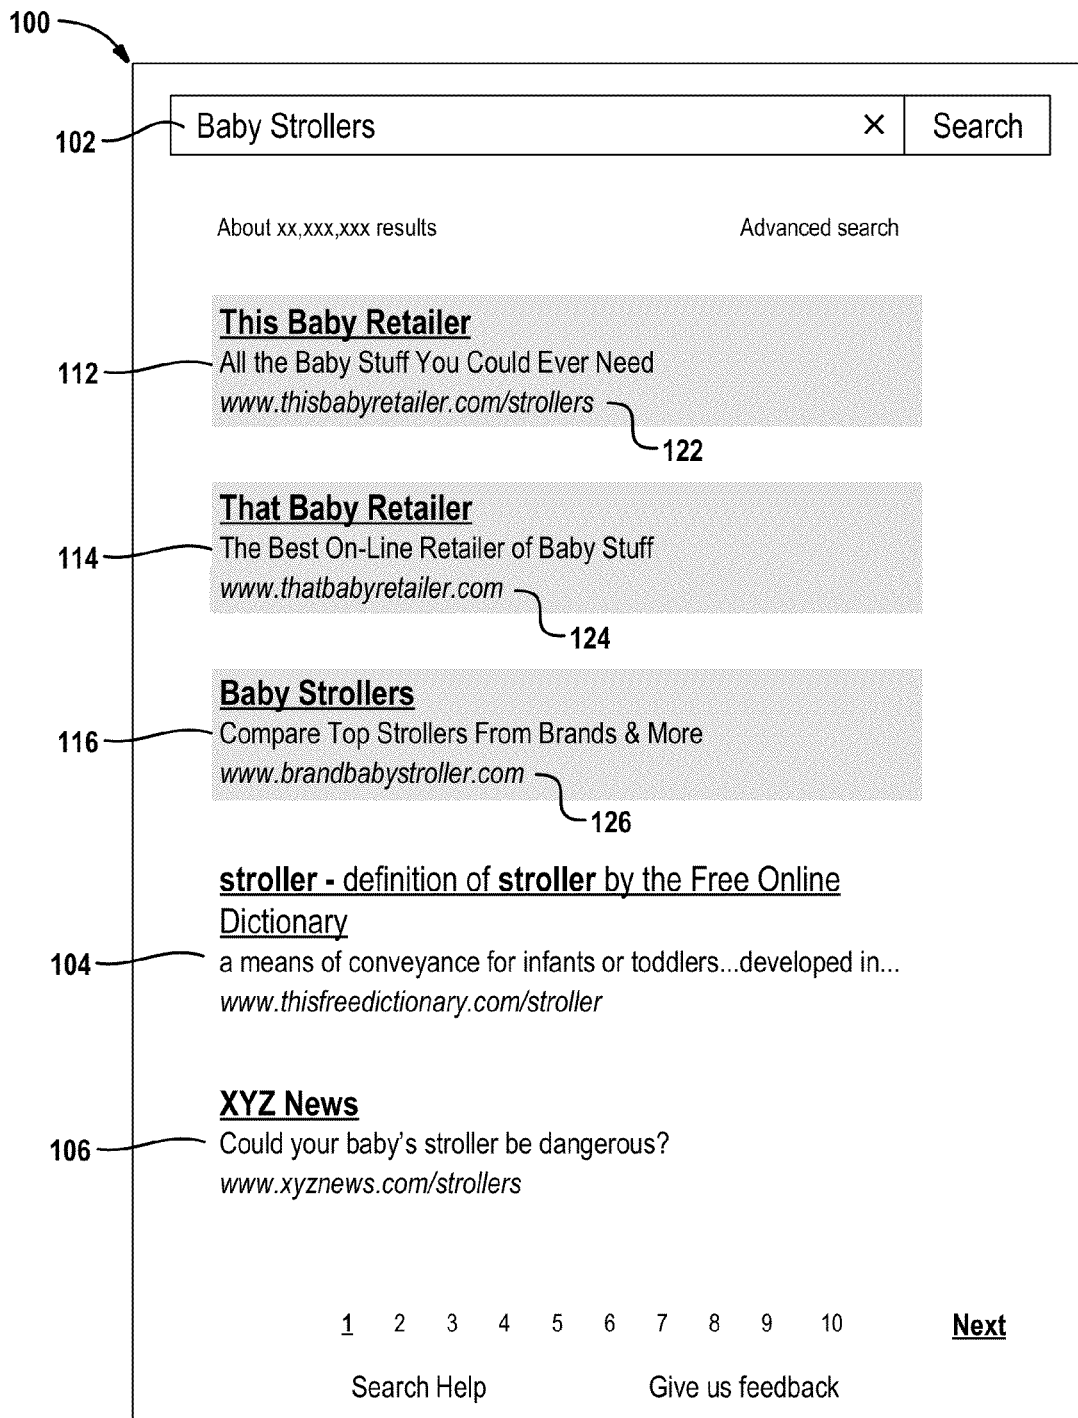 100
102 Baby Strollers × Search
About xx,xxx,xxx results Advanced search
This Baby Retailer
112 All the Baby Stuff You Could Ever Need
www.thisbabyretailer.com/strollers
122
That Baby Retailer
114 The Best On-Line Retailer of Baby Stuff
www.thatbabyretailer.com
124
Baby Strollers
116 Compare Top Strollers From Brands & More
www.brandbabystroller.com
126
stroller - definition of stroller by the Free Online
Dictionary
104 a means of conveyance for infants or toddlers...developed in...
www.thisfreedictionary.com/stroller
XYZ News
106 Could your baby's stroller be dangerous?
www.xyznews.com/strollers
1 2 3 4 5 6 7 8 9 10 Next
Search Help Give us feedback